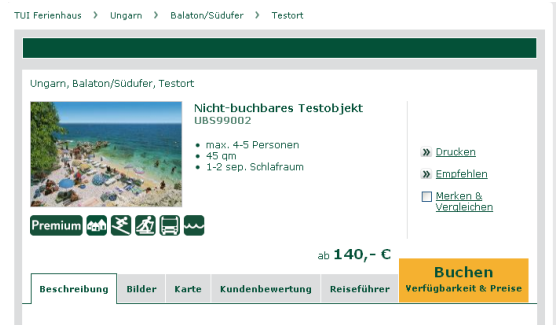 TUI Ferienhaus > Ungarn > Balaton/Südufer > Testort
Ungarn, Balaton/Südufer, Testort
Nicht-buchbares Testobjekt
UBS99002
• max. 4-5 Personen
• 45 qm
• 1-2 sep. Schlafraum
» Drucken
» Empfehlen
Merken &
Vergleichen
Premium
ab 140,- €
Buchen
Verfügbarkeit & Preise
Beschreibung Bilder Karte Kundenbewertung Reiseführer